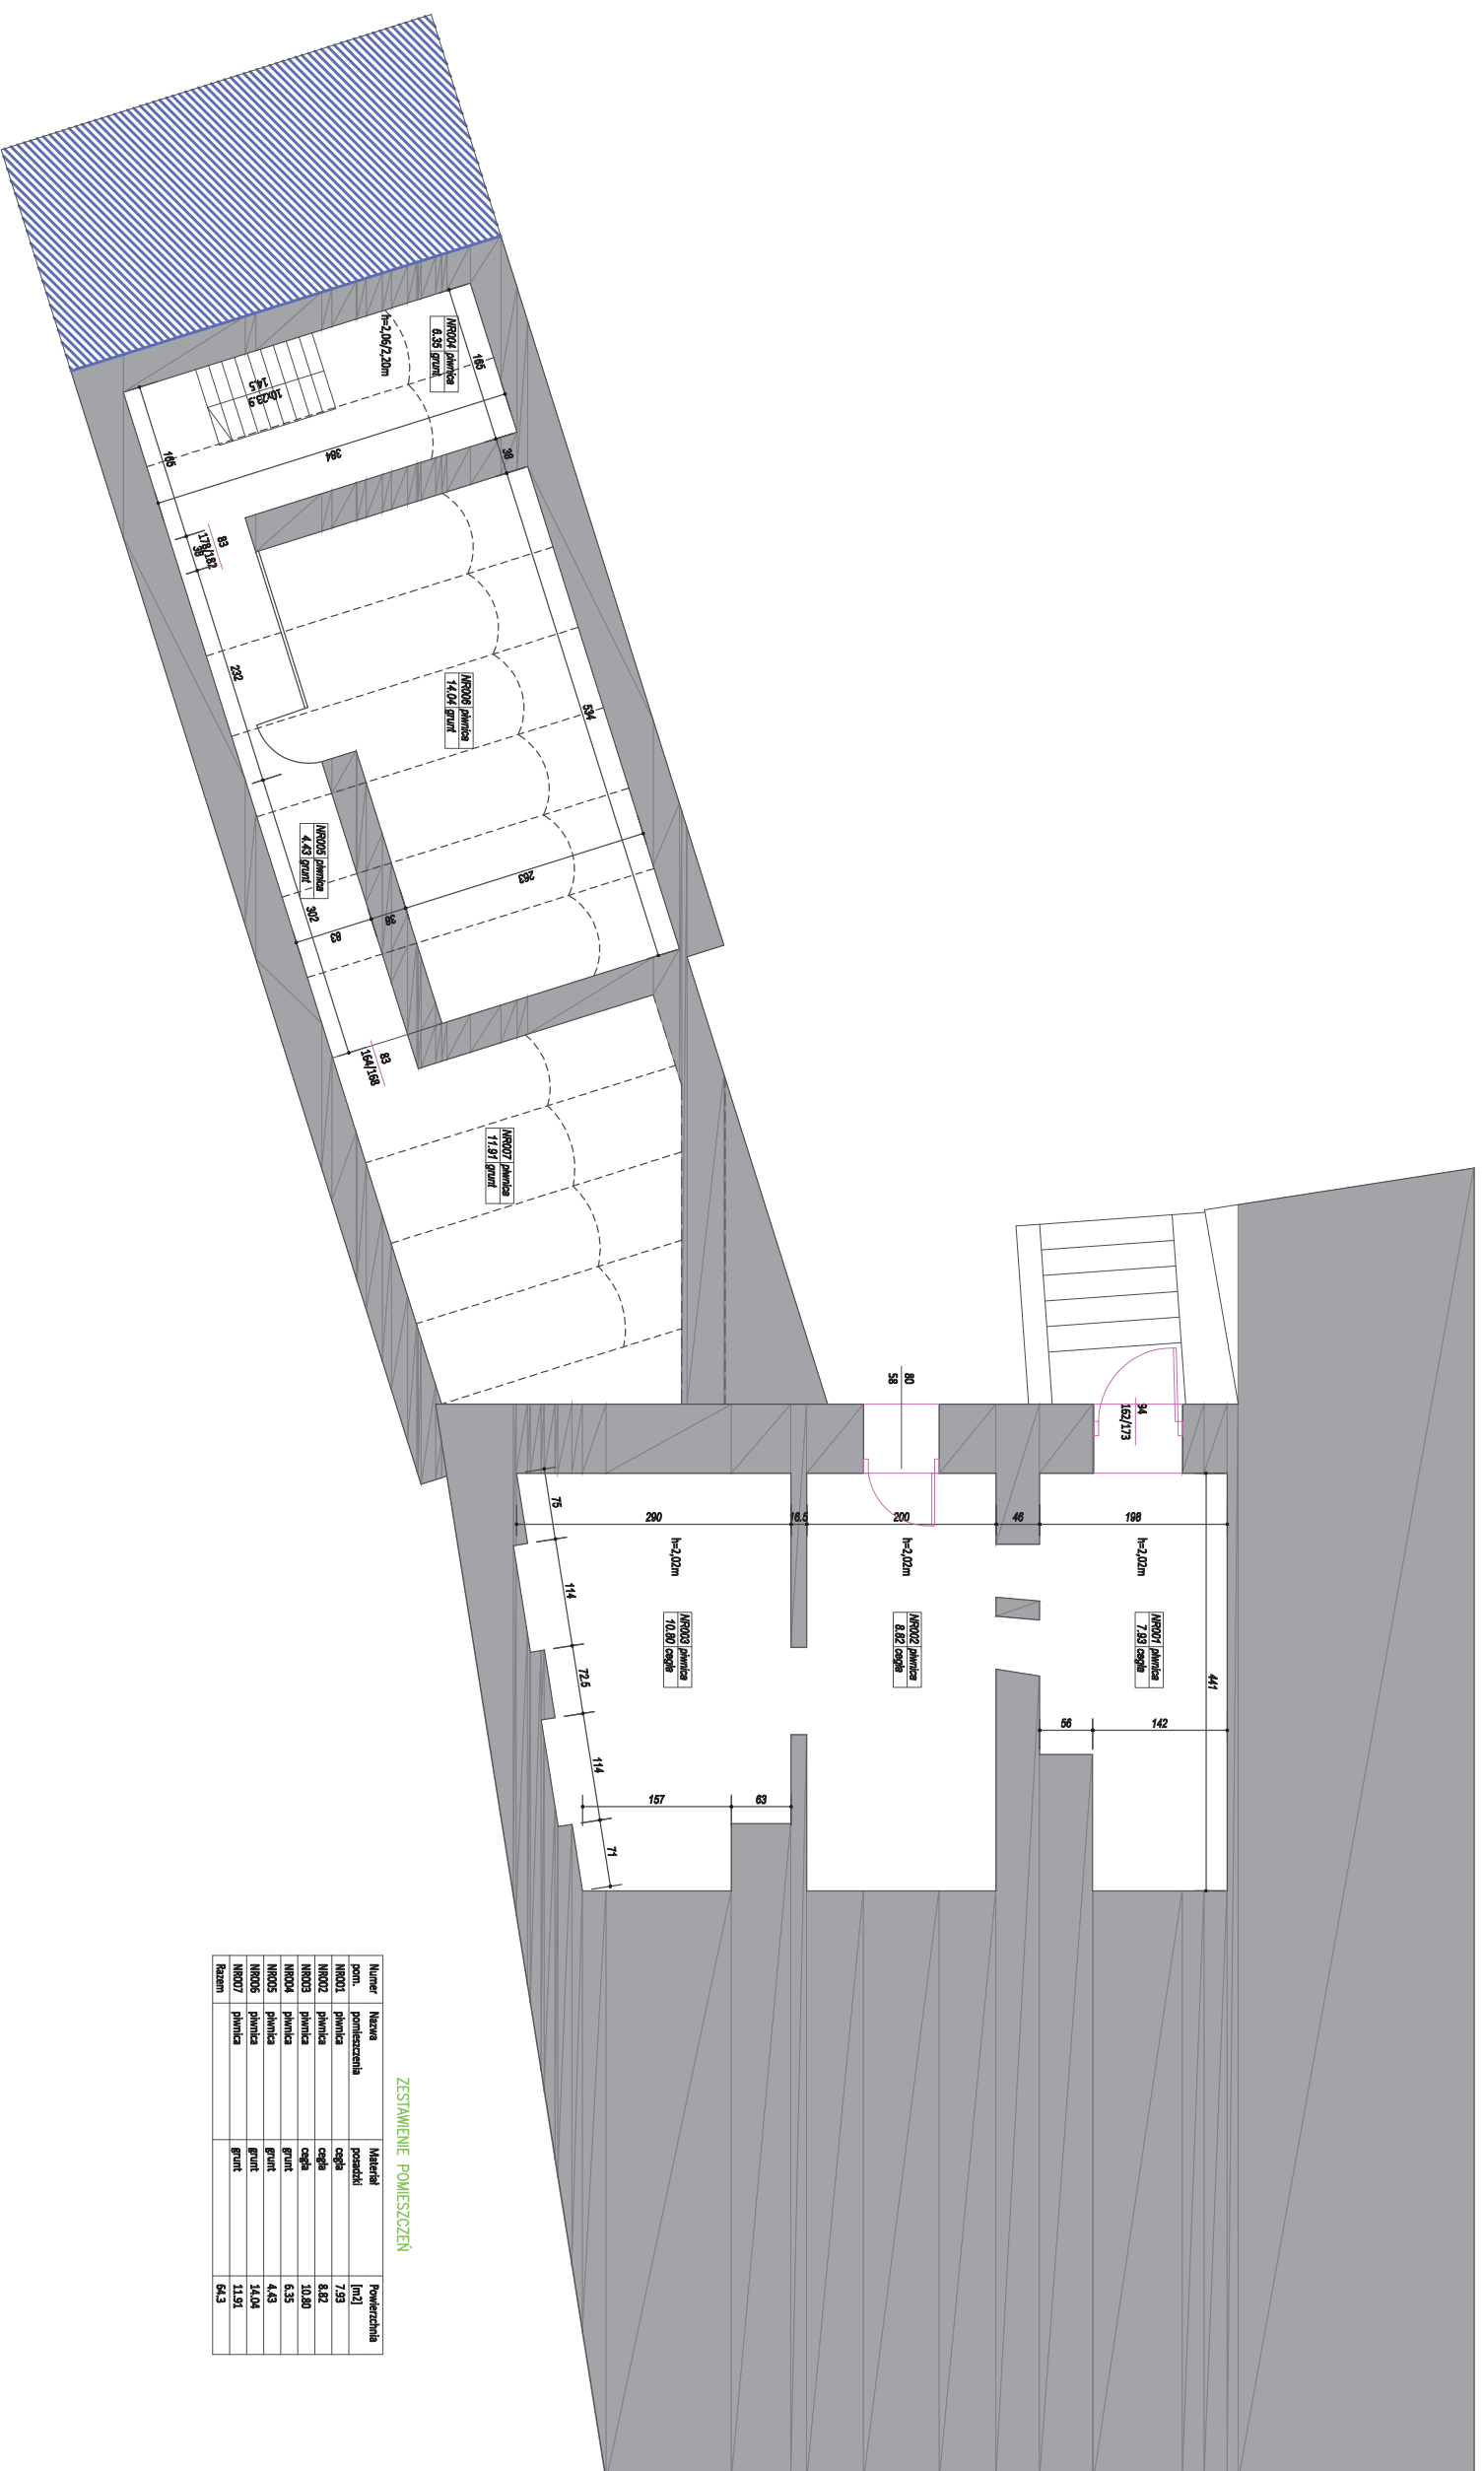 NR004 piwnica
6.35 grunt
h=2,06/2,20m
165
38
384
10x23.9
14.5
165
83
178/182
38
232
NR006 piwnica
14.04 grunt
534
263
38
83
NR005 piwnica
4.43 grunt
302
83
164/168
NR007 piwnica
11.91 grunt
80
58
94
162/173
198
46
200
16.5
290
h=2,02m
h=2,02m
h=2,02m
NR001 piwnica
7.93 cegła
NR002 piwnica
8.82 cegła
NR003 piwnica
10.80 cegła
441
142
56
63
157
75
114
72.5
114
71
ZESTAWIENIE POMIESZCZEŃ
Numer pom. Nazwa pomieszczenia Materiał posadzki Powierzchnia [m2]
NR001 piwnica cegła 7.93
NR002 piwnica cegła 8.82
NR003 piwnica cegła 10.80
NR004 piwnica grunt 6.35
NR005 piwnica grunt 4.43
NR006 piwnica grunt 14.04
NR007 piwnica grunt 11.91
Razem 64.3